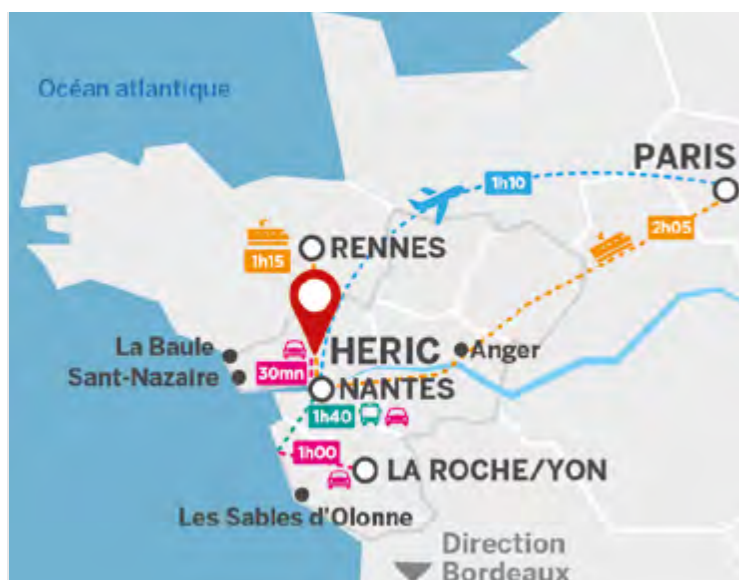 Océan atlantique
PARIS
1h10
2h05
RENNES
1h15
La Baule
HERIC
Anger
Sant-Nazaire
30mn
NANTES
1h40
1h00
LA ROCHE/YON
Les Sables d'Olonne
Direction
Bordeaux